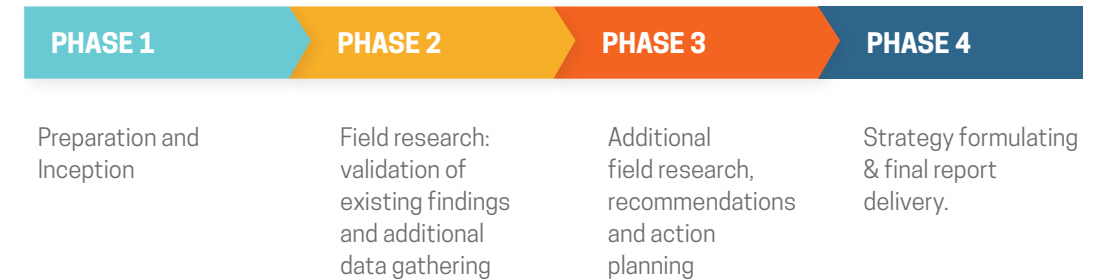 PHASE 1
PHASE 2
PHASE 3
PHASE 4
Preparation and
Inception
Field research:
validation of
existing findings
and additional
data gathering
Additional
field research,
recommendations
and action
planning
Strategy formulating
& final report
delivery.